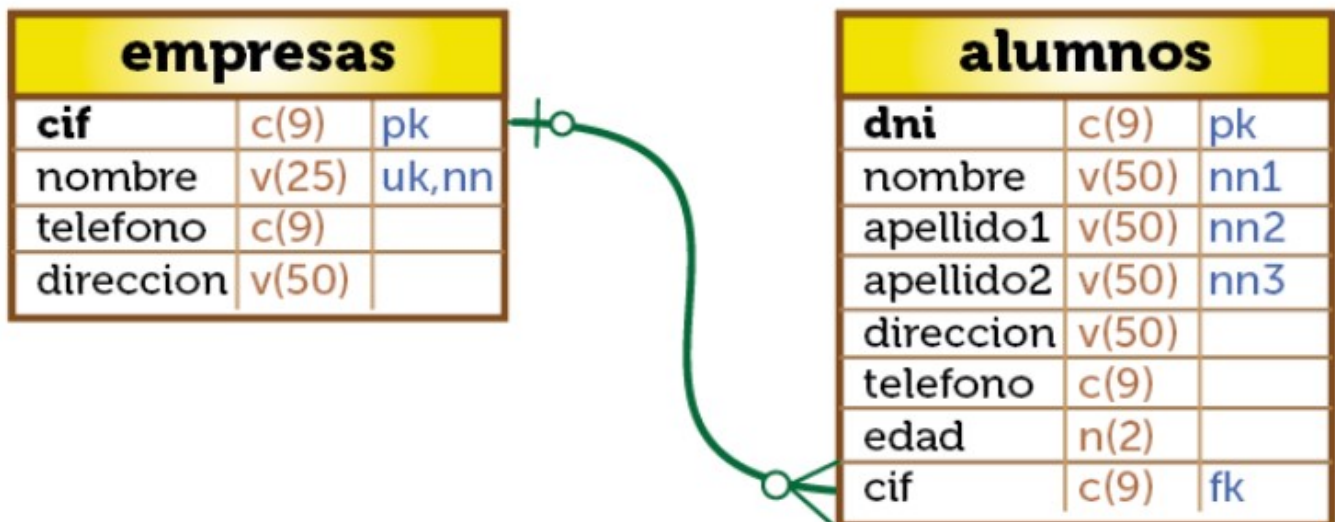 empresas
cif c(9) pk
nombre v(25) uk,nn
telefono c(9)
direccion v(50)
alumnos
dni c(9) pk
nombre v(50) nn1
apellido1 v(50) nn2
apellido2 v(50) nn3
direccion v(50)
telefono c(9)
edad n(2)
cif c(9) fk